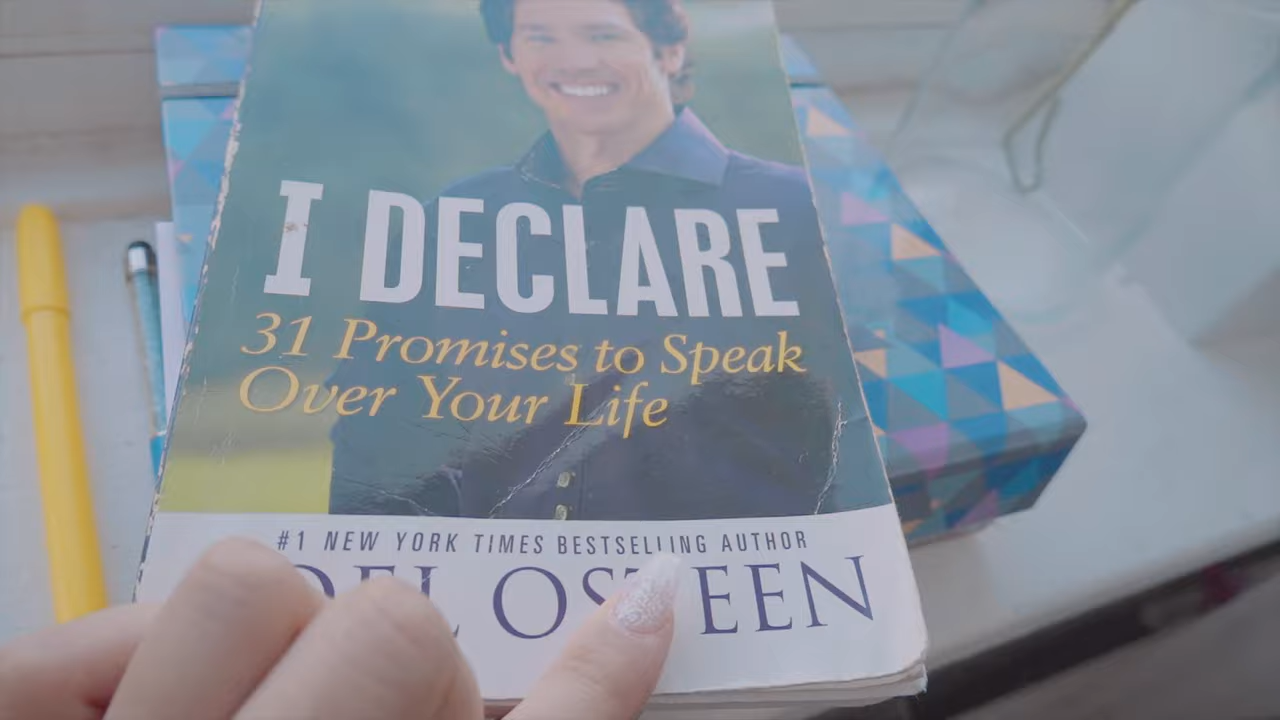 I DECLARE
31 Promises to Speak
Over Your Life
#1 NEW YORK TIMES BESTSELLING AUTHOR